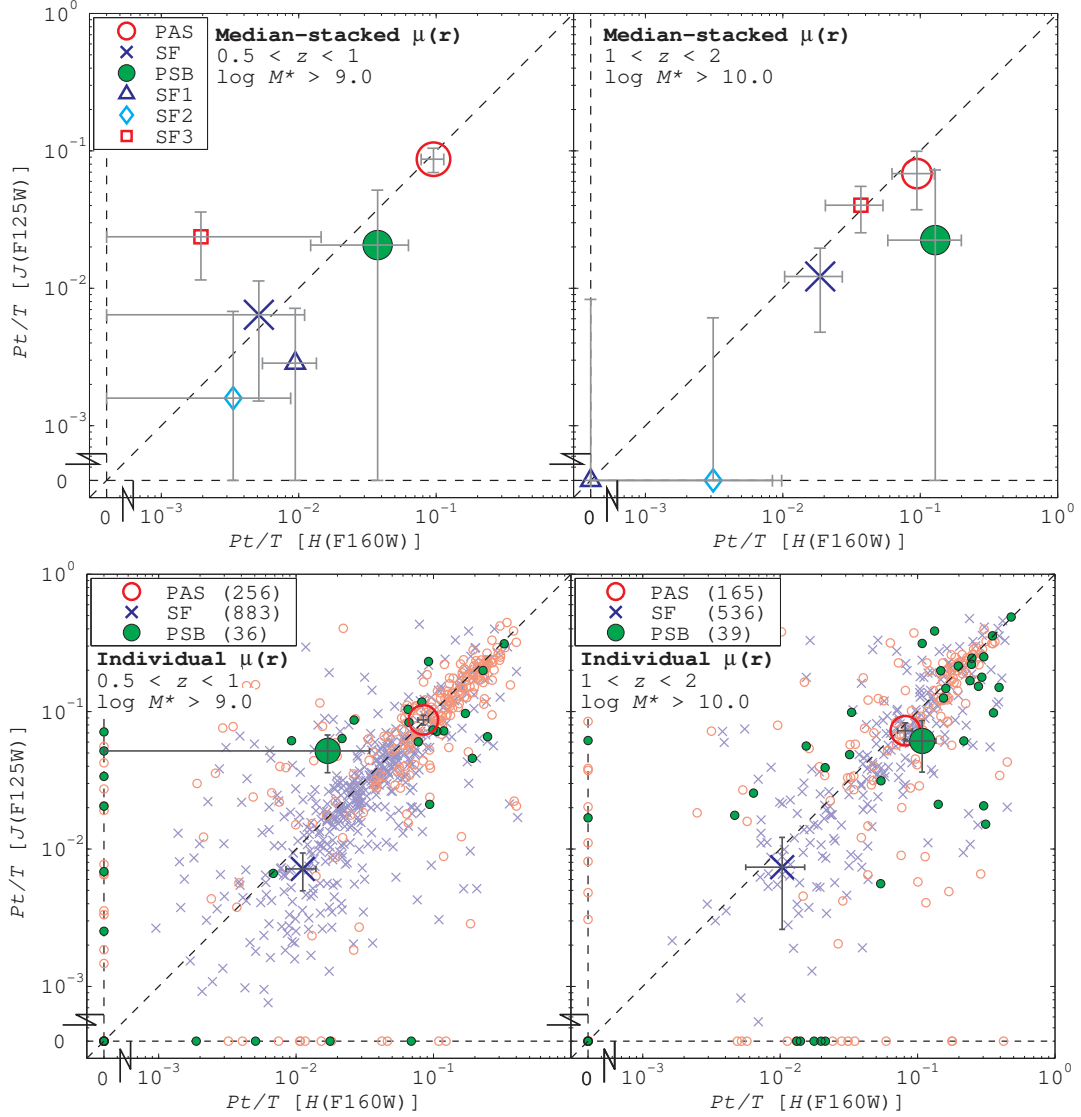 PAS
SF
PSB
SF1
SF2
SF3
Median-stacked μ(r)
0.5 < z < 1
log M* > 9.0
Median-stacked μ(r)
1 < z < 2
log M* > 10.0
10^0
10^-1
10^-2
10^-3
0
Pt/T [J(F125W)]
0 10^-3 10^-2 10^-1
Pt/T [H(F160W)]
0 10^-3 10^-2 10^-1 10^0
Pt/T [H(F160W)]
PAS (256)
SF (883)
PSB (36)
Individual μ(r)
0.5 < z < 1
log M* > 9.0
PAS (165)
SF (536)
PSB (39)
Individual μ(r)
1 < z < 2
log M* > 10.0
10^0
10^-1
10^-2
10^-3
0
Pt/T [J(F125W)]
0 10^-3 10^-2 10^-1
Pt/T [H(F160W)]
0 10^-3 10^-2 10^-1 10^0
Pt/T [H(F160W)]